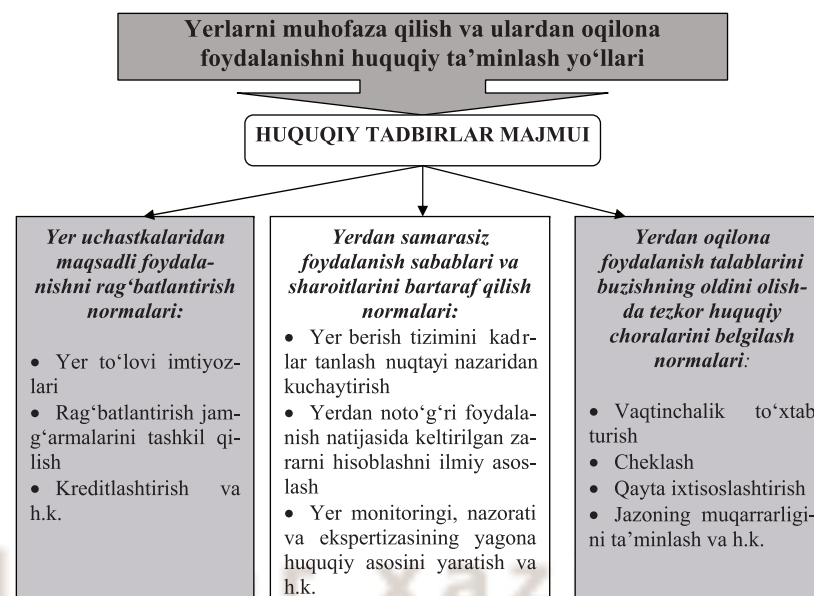 Yerlarni muhofaza qilish va ulardan oqilona
foydalanishni huquqiy ta’minlash yo‘llari
HUQUQIY TADBIRLAR MAJMUI
Yer uchastkalaridan
maqsadli foydala-
nishni rag‘batlantirish
normalari:
• Yer to‘lovi imtiyoz-
lari
• Rag‘batlantirish jam-
g‘armalarini tashkil qi-
lish
• Kreditlashtirish va
h.k.
Yerdan samarasiz
foydalanish sabablari va
sharoitlarini bartaraf qilish
normalari:
• Yer berish tizimini kadr-
lar tanlash nuqtayi nazaridan
kuchaytirish
• Yerdan noto‘g‘ri foydala-
nish natijasida keltirilgan za-
rarni hisoblashni ilmiy asos-
lash
• Yer monitoringi, nazorati
va ekspertizasining yagona
huquqiy asosini yaratish va
h.k.
Yerdan oqilona
foydalanish talablarini
buzishning oldini olish-
da tezkor huquqiy
choralarini belgilash
normalari:
• Vaqtinchalik to‘xtab
turish
• Cheklash
• Qayta ixtisoslashtirish
• Jazoning muqarrarligi-
ni ta’minlash va h.k.